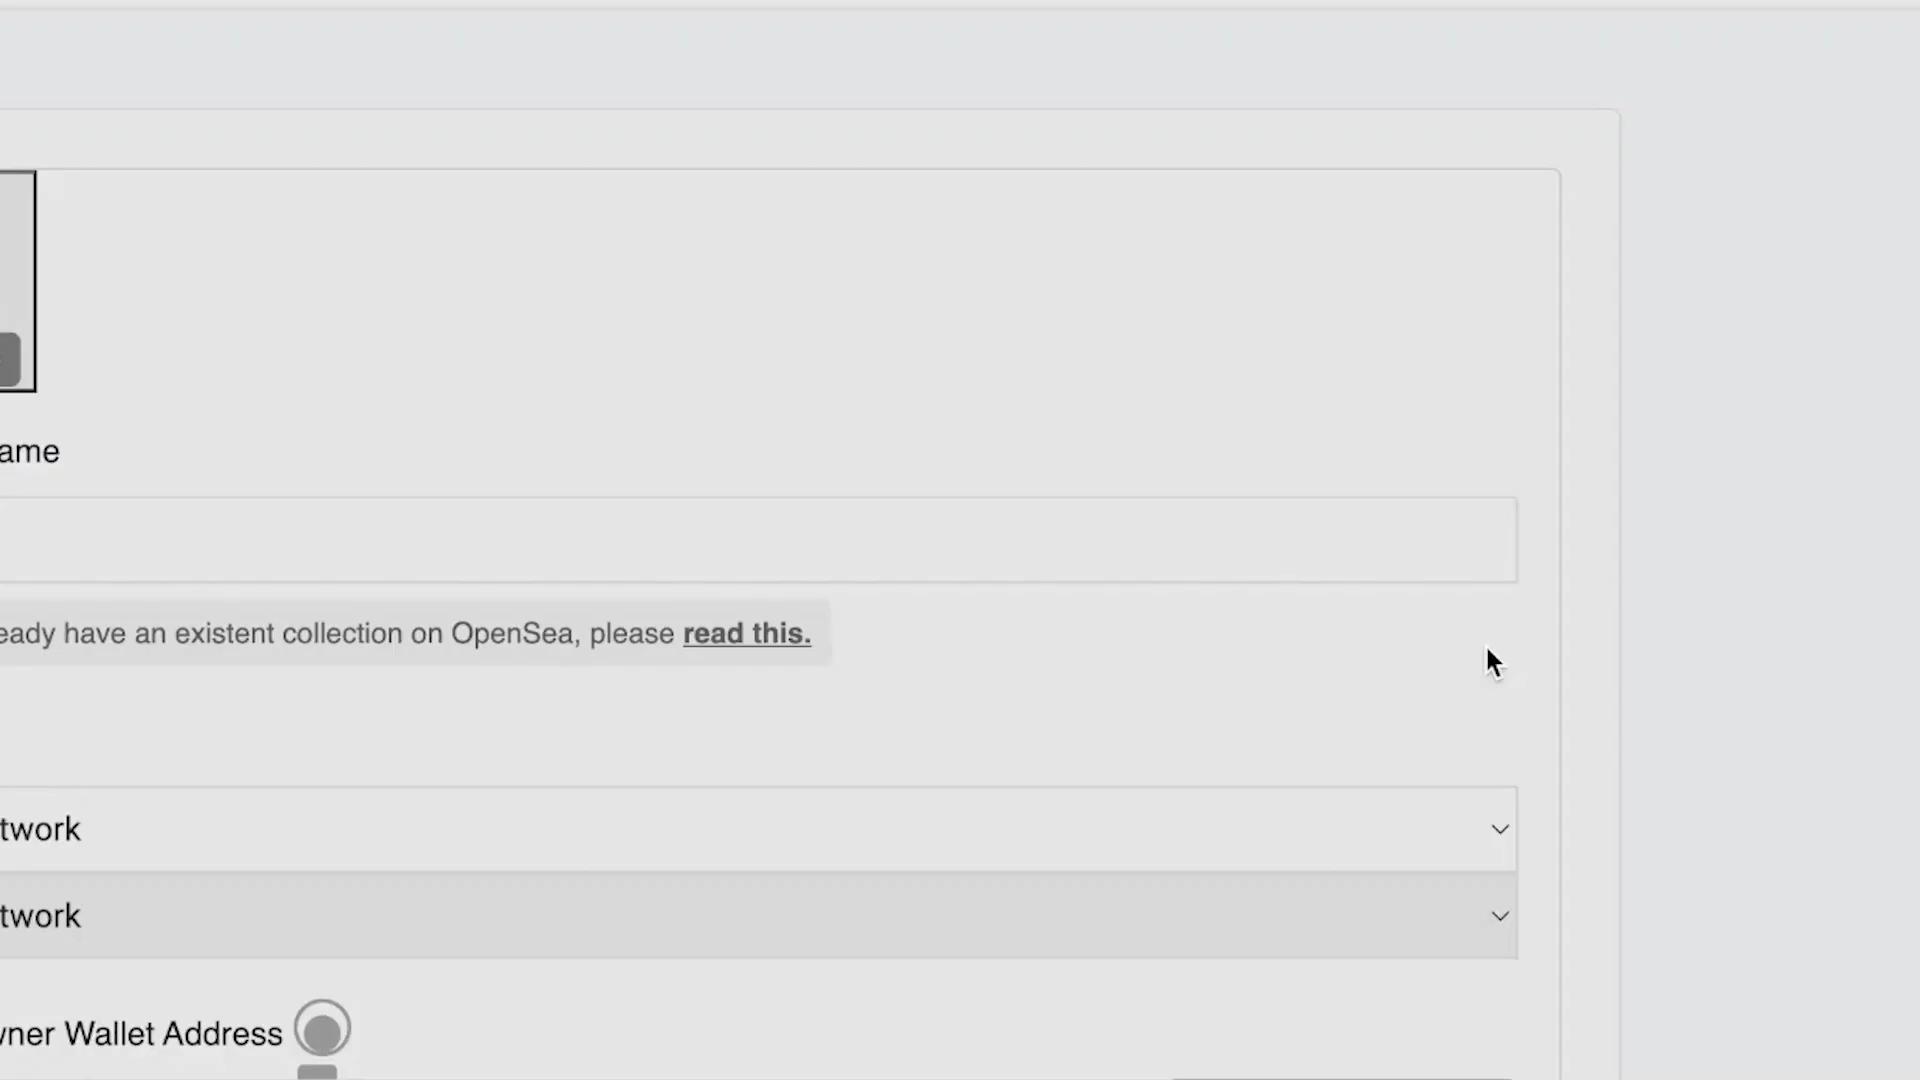 ame
eady have an existent collection on OpenSea, please read this.
twork
twork
wner Wallet Address